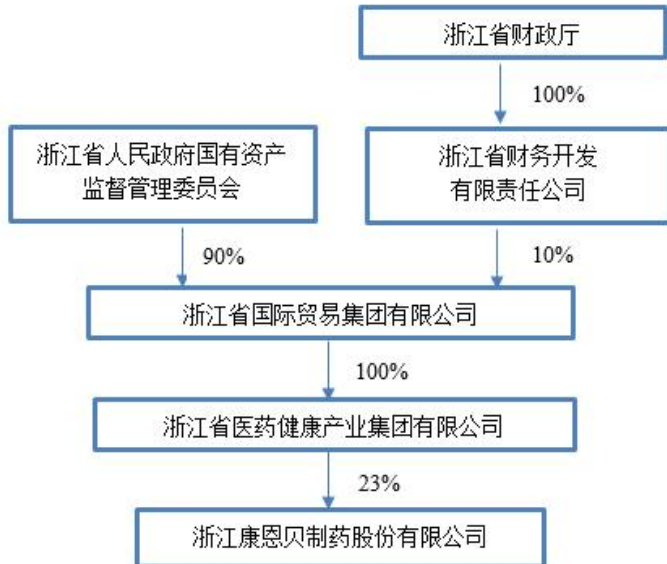 浙江省财政厅
100%
浙江省人民政府国有资产
监督管理委员会
浙江省财务开发
有限责任公司
90%
10%
浙江省国际贸易集团有限公司
100%
浙江省医药健康产业集团有限公司
23%
浙江康恩贝制药股份有限公司